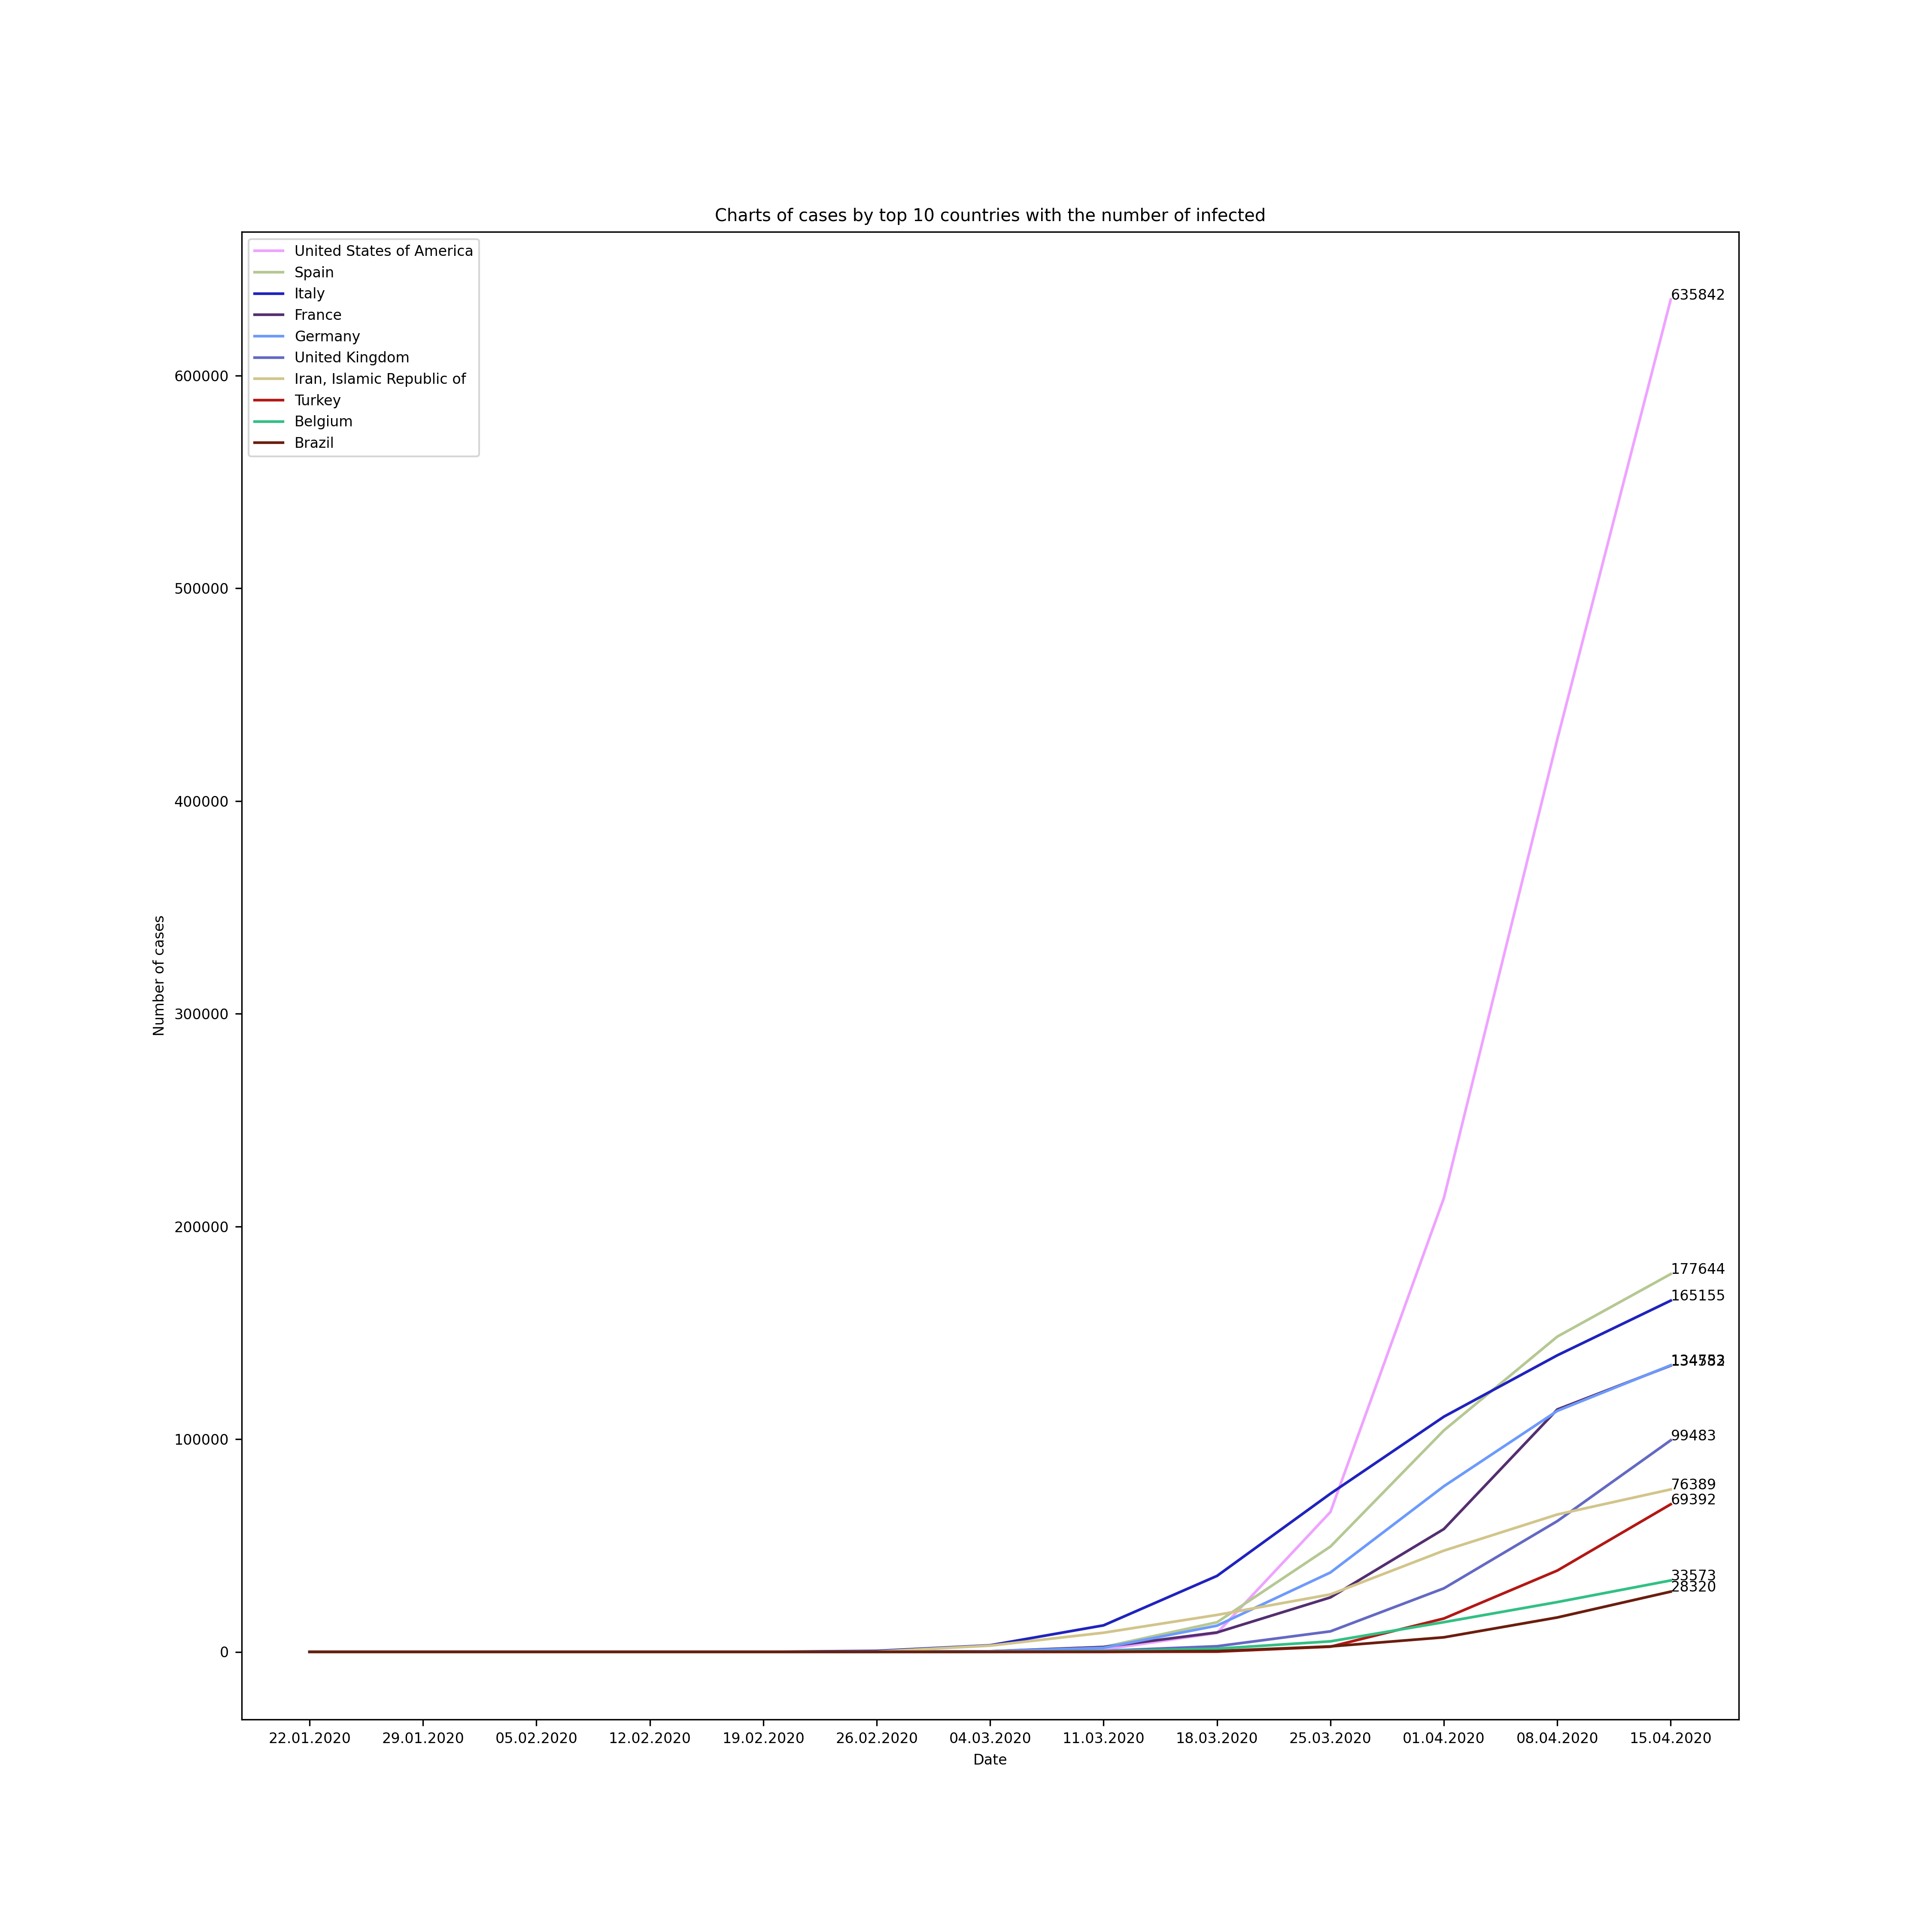 Charts of cases by top 10 countries with the number of infected
United States of America
Spain
Italy
France
Germany
United Kingdom
Iran, Islamic Republic of
Turkey
Belgium
Brazil
635842
600000
500000
400000
Number of cases
300000
200000
177644
165155
100000
99483
76389
69392
33573
28320
0
22.01.2020 29.01.2020 05.02.2020 12.02.2020 19.02.2020 26.02.2020 04.03.2020 11.03.2020 18.03.2020 25.03.2020 01.04.2020 08.04.2020 15.04.2020
Date